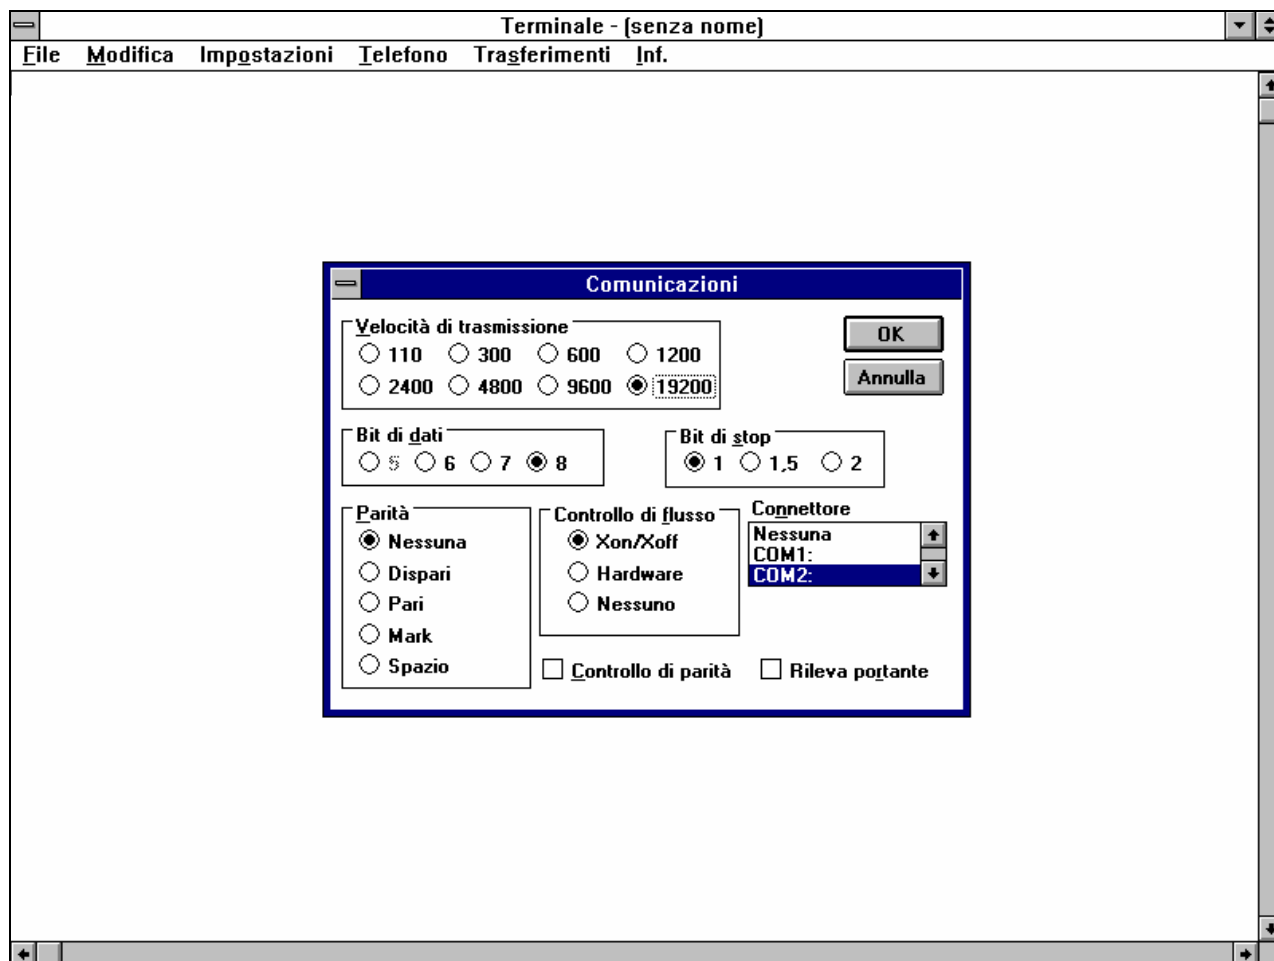 Terminale - (senza nome)
File Modifica Impostazioni Telefono Trasferimenti Inf.
Comunicazioni
Velocità di trasmissione
110 300 600 1200
2400 4800 9600 19200
OK
Annulla
Bit di dati
5 6 7 8
Bit di stop
1 1,5 2
Parità
Nessuna
Dispari
Pari
Mark
Spazio
Controllo di flusso
Xon/Xoff
Hardware
Nessuno
Connettore
Nessuna
COM1:
COM2:
Controllo di parità
Rileva portante